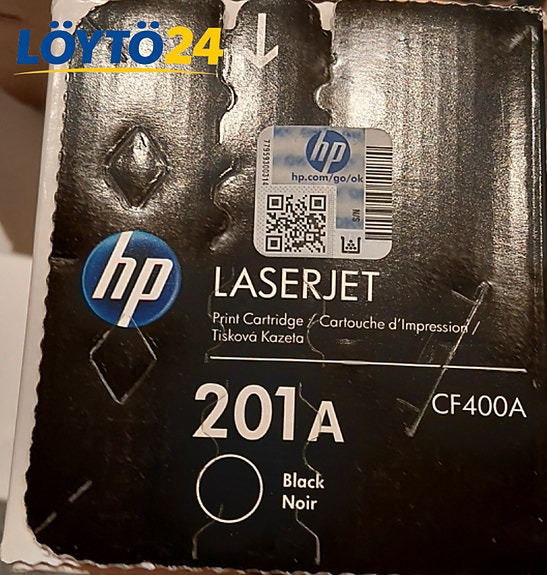 LÖYTÖ24
hp
hp.com/go/ok
S/N
hp
LASERJET
Print Cartridge / Cartouche d'Impression /
Tisková Kazeta
201A
CF400A
Black
Noir